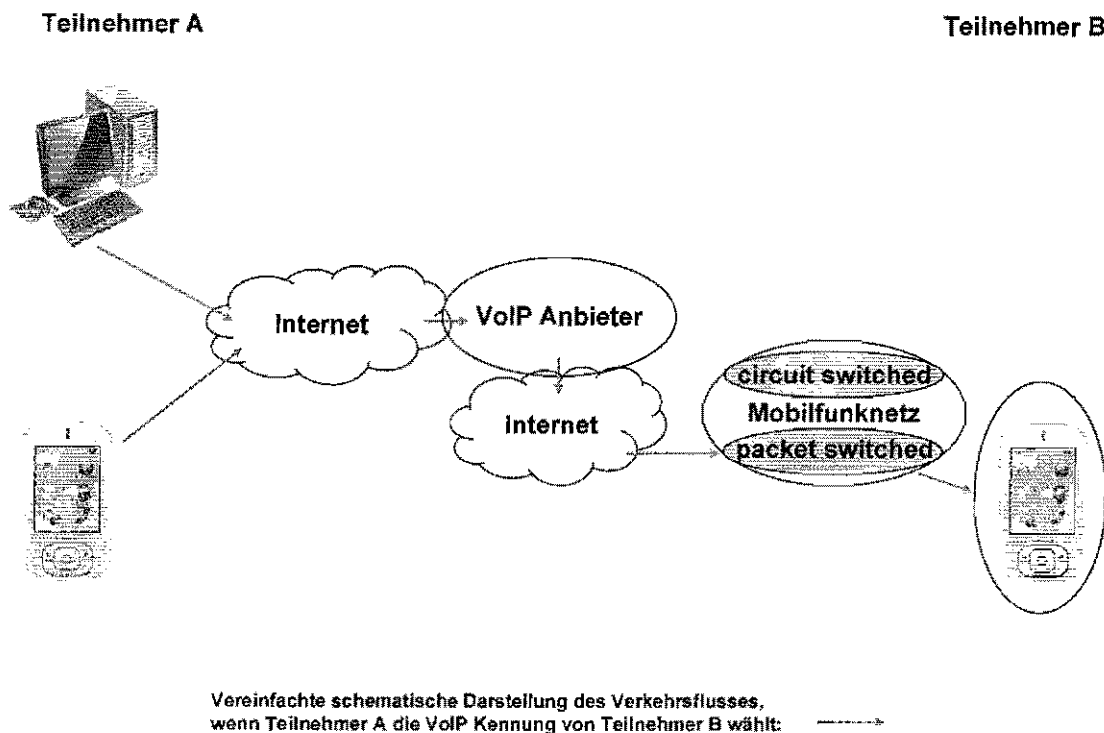 Teilnehmer A
Teilnehmer B
Internet
VoIP Anbieter
Internet
circuit switched
Mobilfunknetz
packet switched
Vereinfachte schematische Darstellung des Verkehrsflusses,
wenn Teilnehmer A die VoIP Kennung von Teilnehmer B wählt: